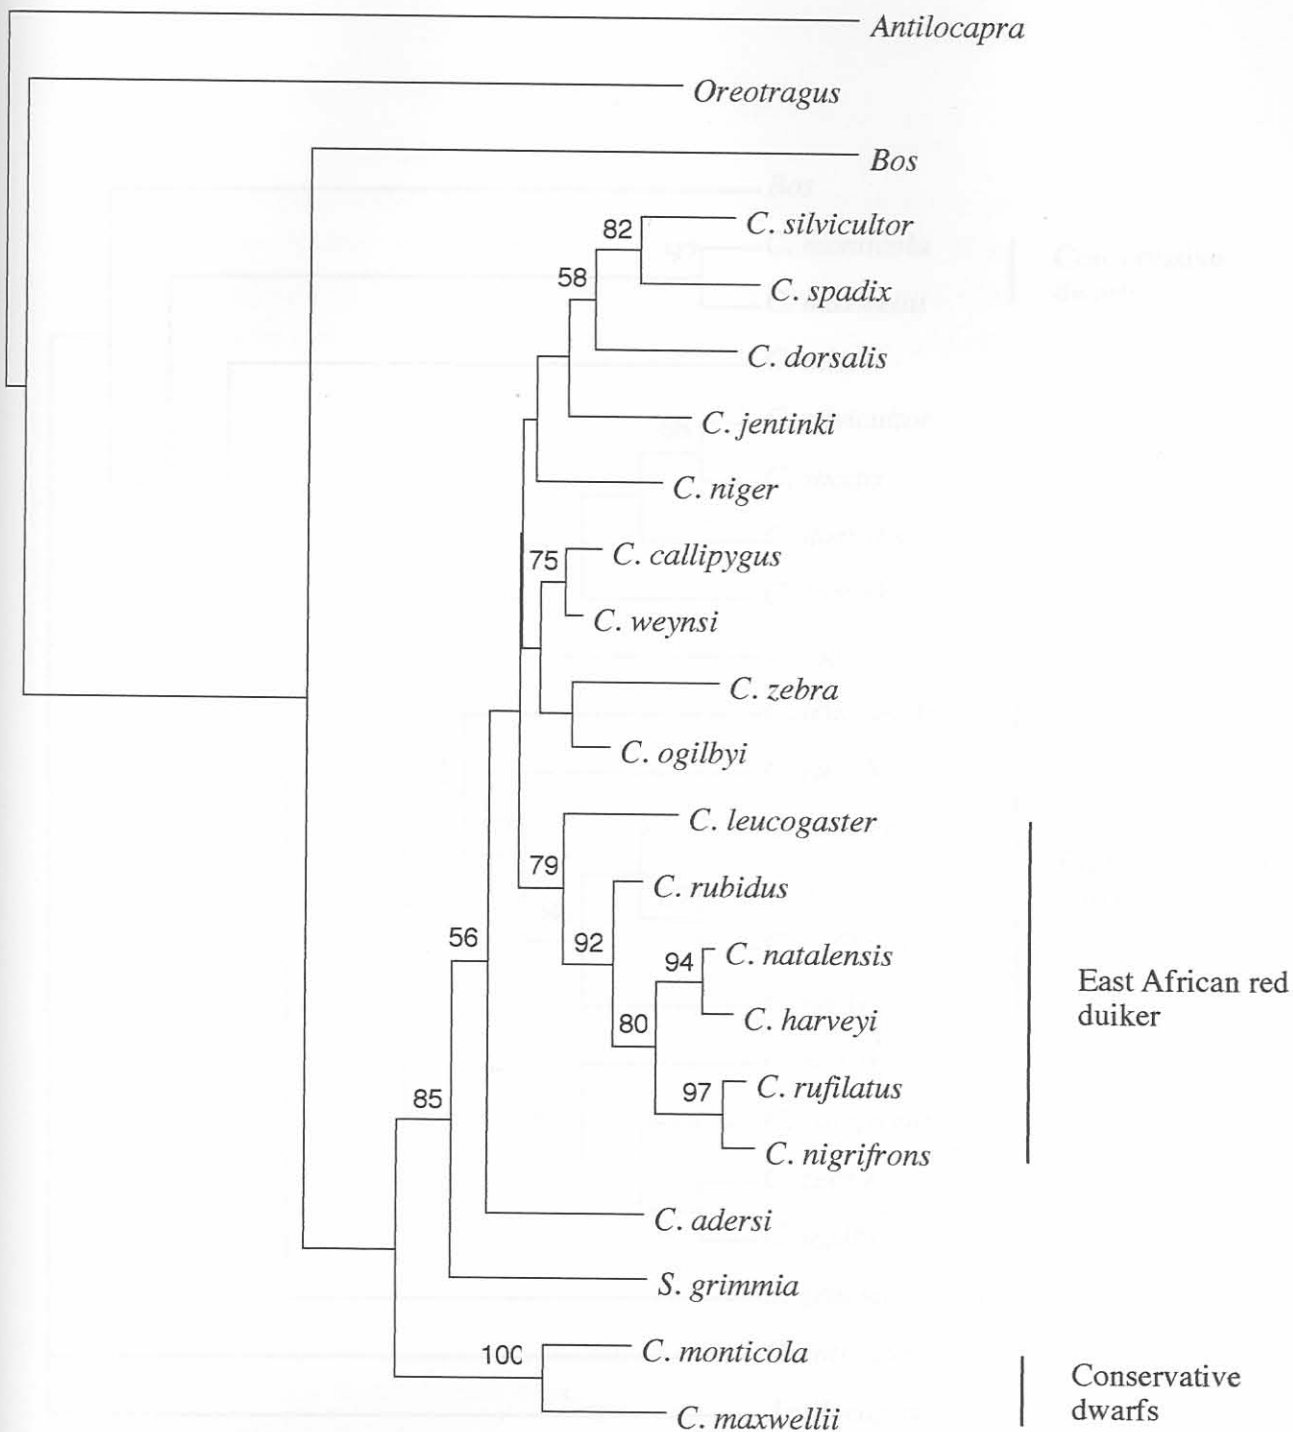 Antilocapra
Oreotragus
Bos
82
C. silvicultor
58
C. spadix
C. dorsalis
C. jentinki
C. niger
75
C. callipygus
C. weynsi
C. zebra
C. ogilbyi
C. leucogaster
79
C. rubidus
56
92
94
C. natalensis
80
C. harveyi
East African red
duiker
97
C. rufilatus
85
C. nigrifrons
C. adersi
S. grimmia
100
C. monticola
C. maxwellii
Conservative
dwarfs